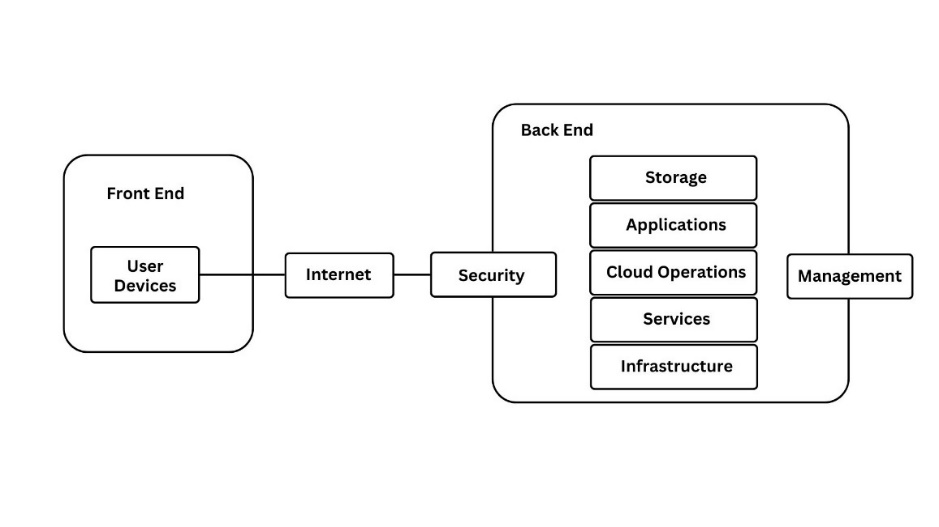 Front End
User
Devices
Internet
Security
Back End
Storage
Applications
Cloud Operations
Services
Infrastructure
Management